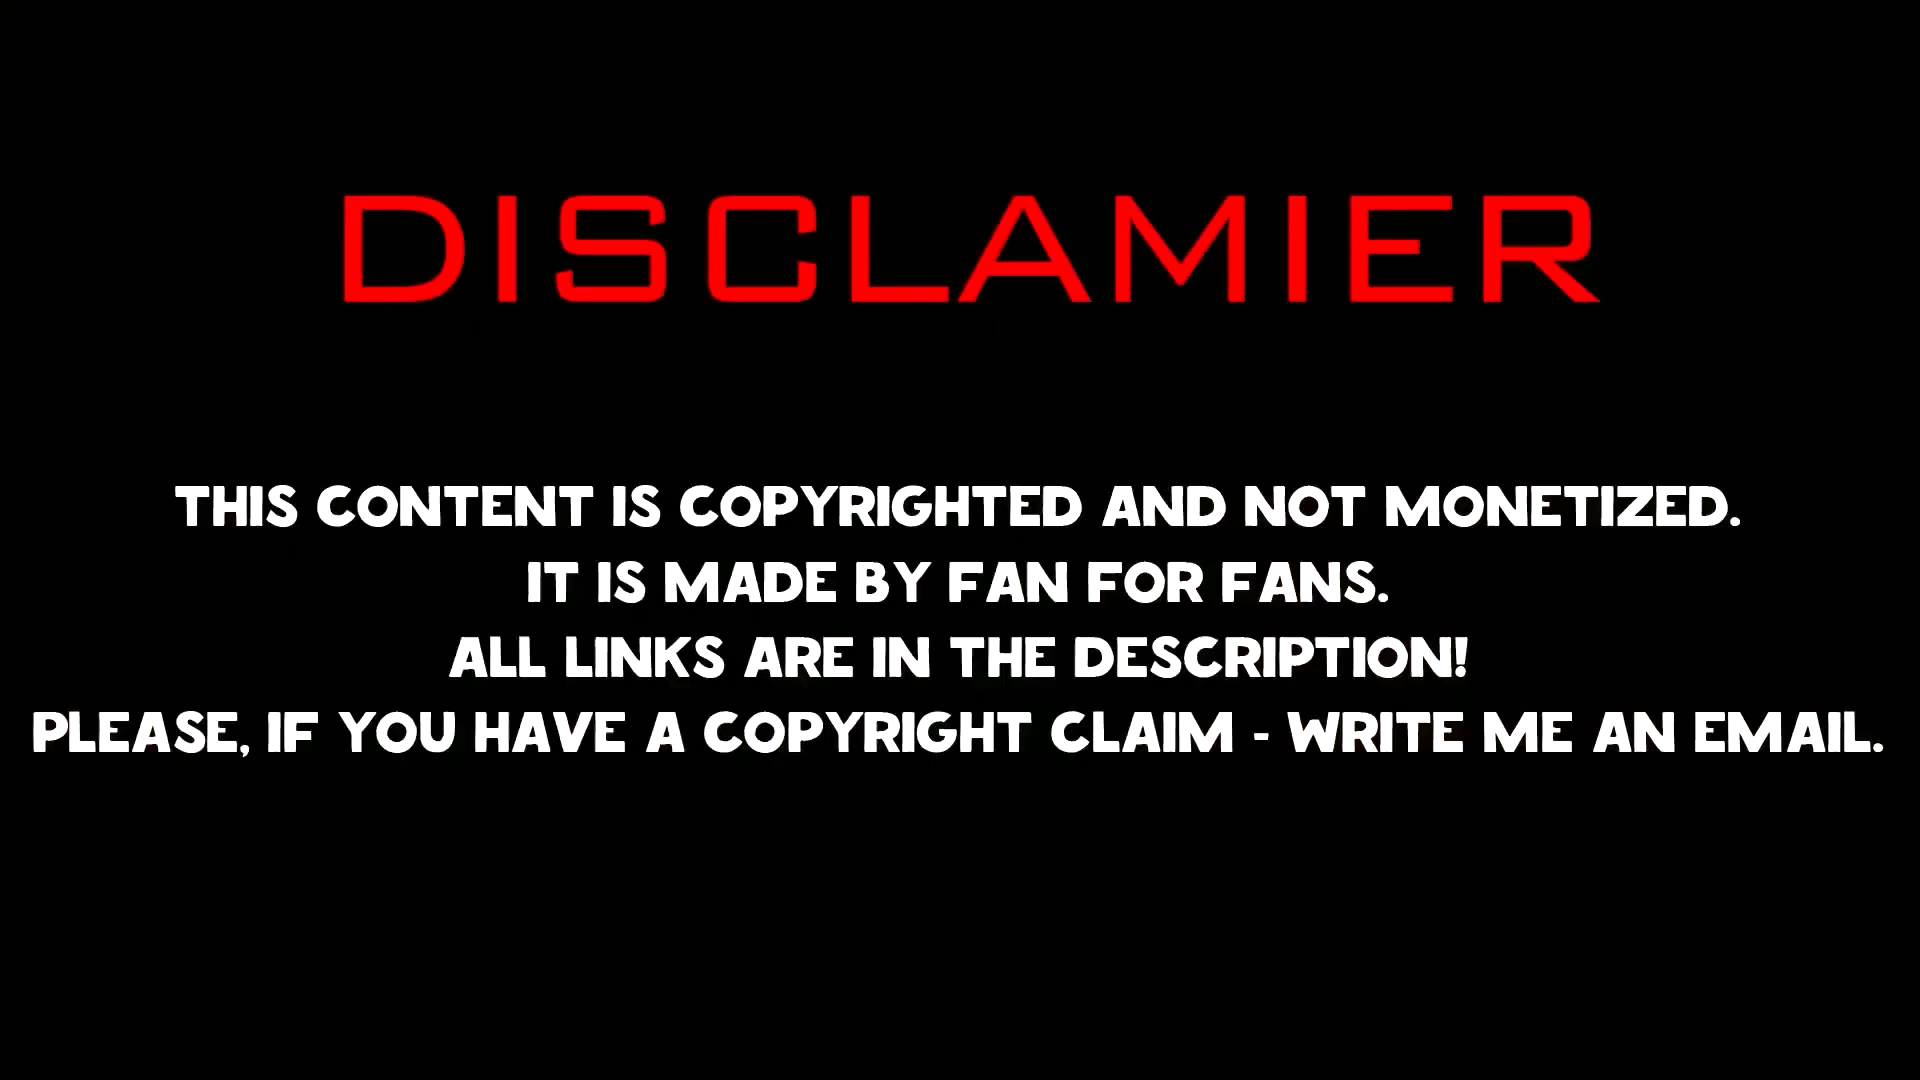 DISCLAMIER
THIS CONTENT IS COPYRIGHTED AND NOT MONETIZED.
IT IS MADE BY FAN FOR FANS.
ALL LINKS ARE IN THE DESCRIPTION!
PLEASE, IF YOU HAVE A COPYRIGHT CLAIM - WRITE ME AN EMAIL.